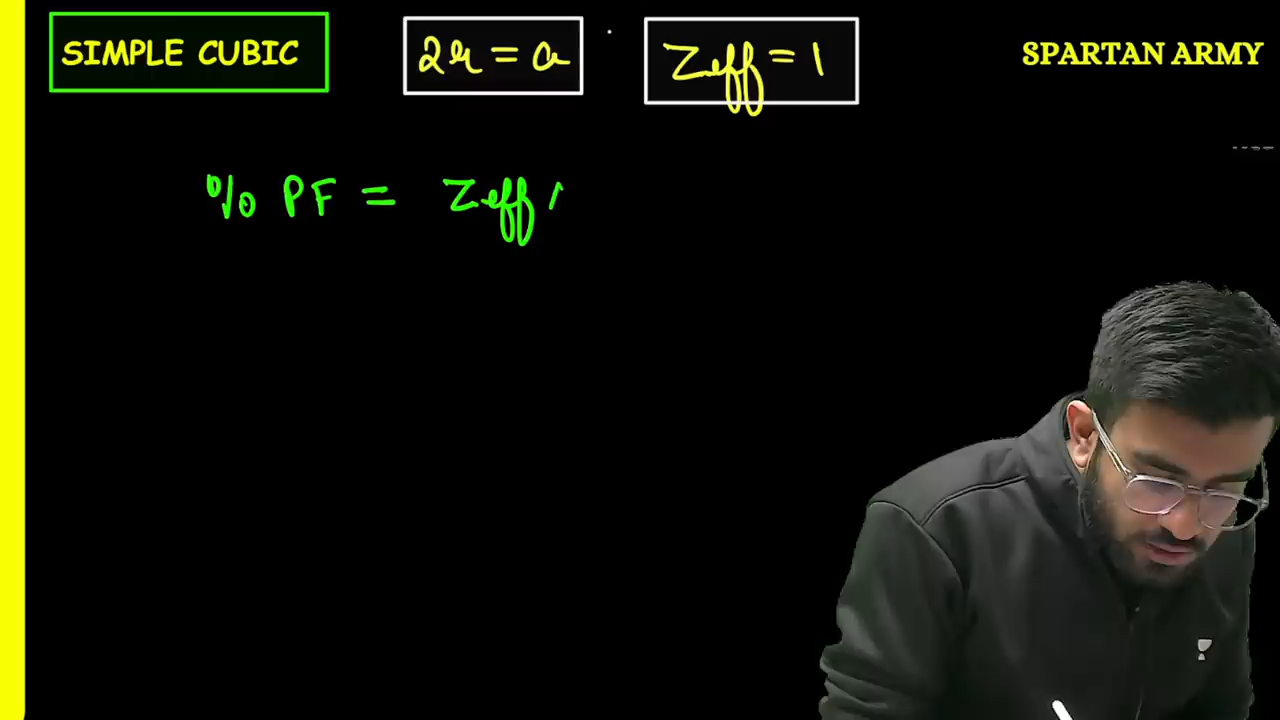 SIMPLE CUBIC
2r = a
Zeff = 1
SPARTAN ARMY
% PF = Zeff